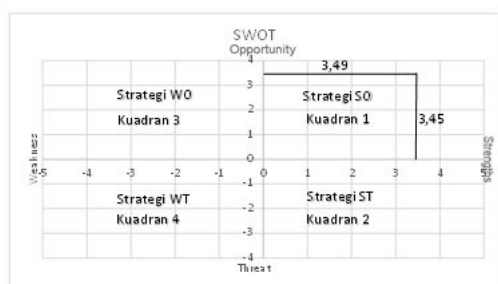 SWOT
Opportunity
4
3,49
3
Strategi WO
Strategi SO
2
Kuadran 3
Kuadran 1
3,45
1
Weakness
0
Strengths
-5 -4 -3 -2 -1 0 1 2 3 4 5
-1
Strategi WT
Strategi ST
-2
Kuadran 4
Kuadran 2
-3
-4
Threat